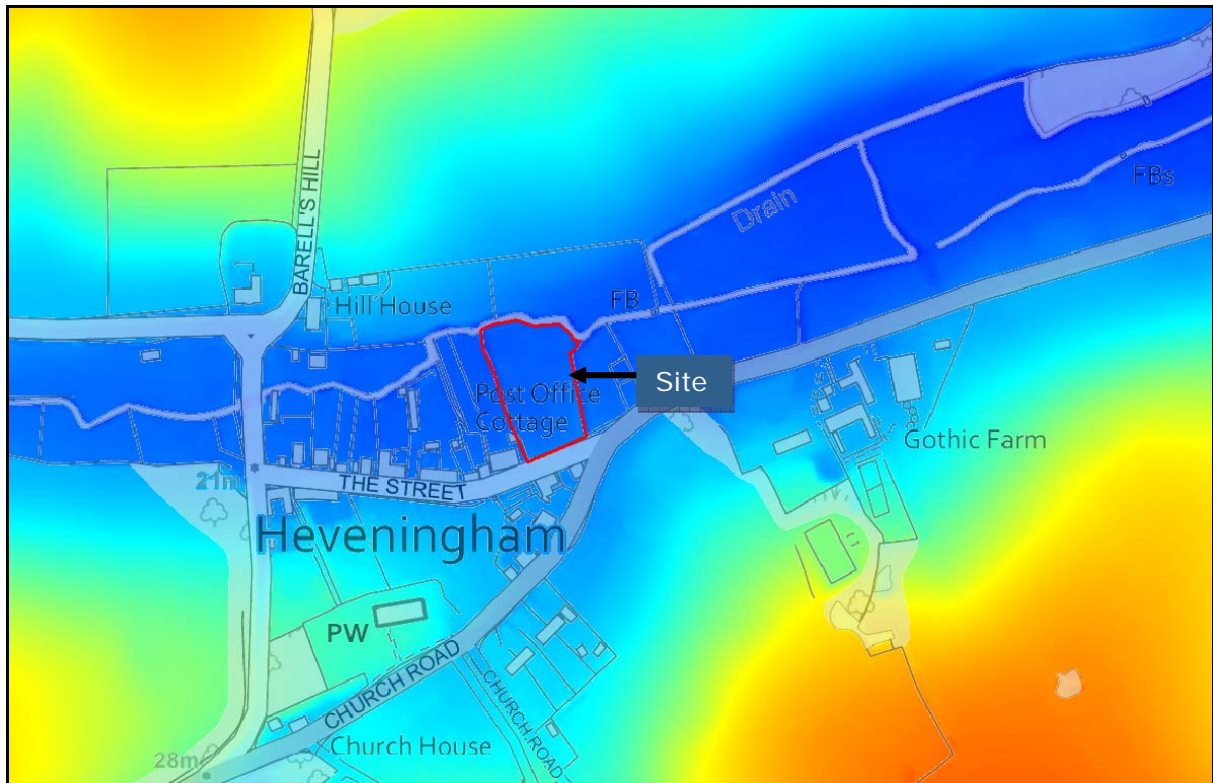 BARELL'S HILL
FBs
Drain
Hill House
FB
Site
Post Office
Cottage
Gothic Farm
21m
THE STREET
Heveningham
PW
CHURCH ROAD
CHURCH ROAD
Church House
28m